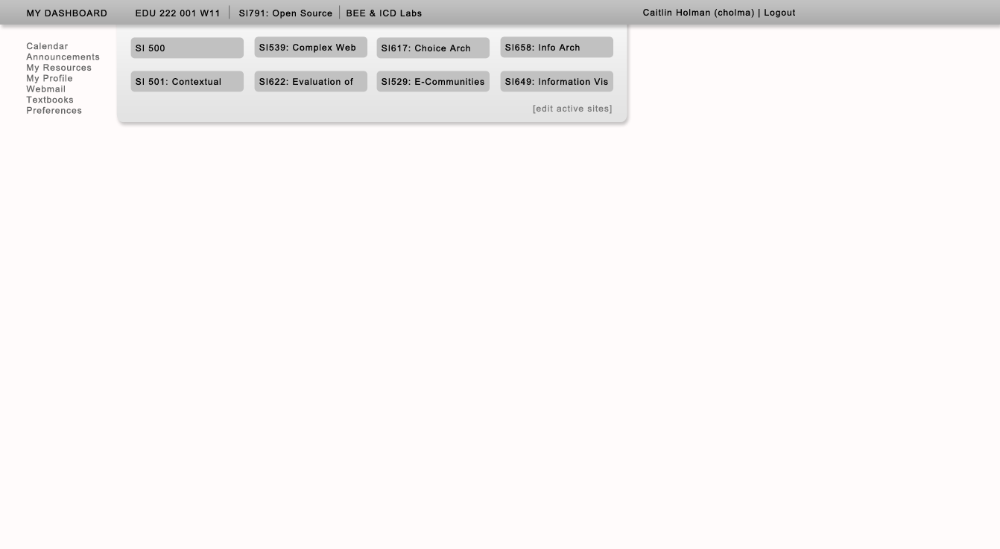 MY DASHBOARD EDU 222 001 W11 SI791: Open Source BEE & ICD Labs Caitlin Holman (cholma) | Logout
Calendar
Announcements
My Resources
My Profile
Webmail
Textbooks
Preferences
SI 500 SI539: Complex Web SI617: Choice Arch SI658: Info Arch
SI 501: Contextual SI622: Evaluation of SI529: E-Communities SI649: Information Vis
[edit active sites]